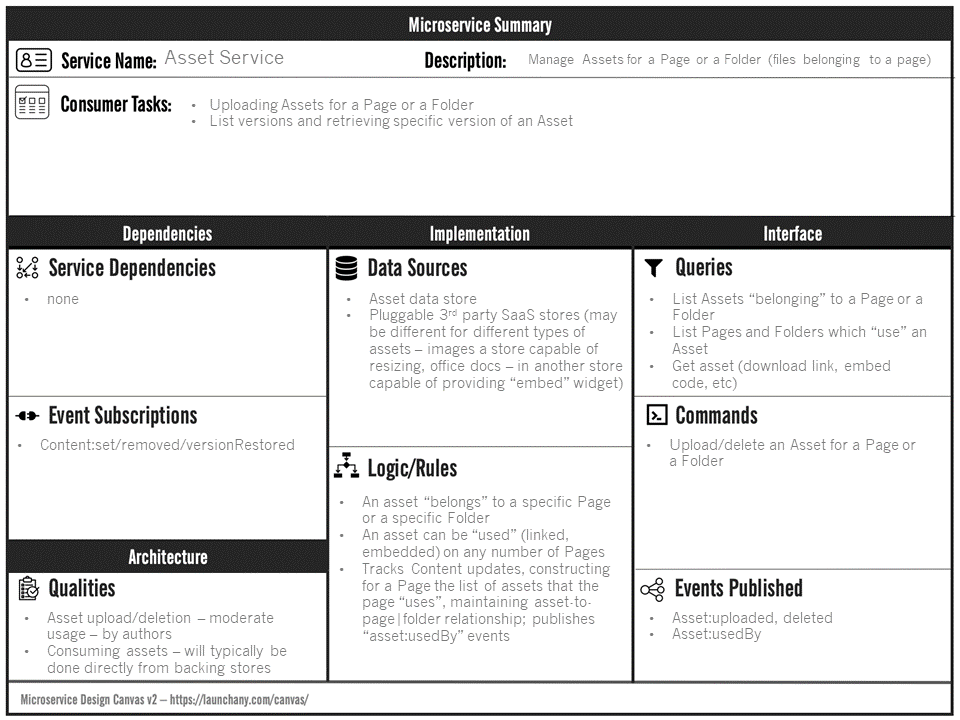 Microservice Summary
Service Name: Asset Service
Description: Manage Assets for a Page or a Folder (files belonging to a page)
Consumer Tasks:
• Uploading Assets for a Page or a Folder
• List versions and retrieving specific version of an Asset
Dependencies
Service Dependencies
• none
Event Subscriptions
• Content:set/removed/versionRestored
Architecture
Qualities
• Asset upload/deletion – moderate
usage – by authors
• Consuming assets – will typically be
done directly from backing stores
Implementation
Data Sources
• Asset data store
• Pluggable 3rd party SaaS stores (may
be different for different types of
assets – images a store capable of
resizing, office docs – in another store
capable of providing “embed” widget)
Logic/Rules
• An asset “belongs” to a specific Page
or a specific Folder
• An asset can be “used” (linked,
embedded) on any number of Pages
• Tracks Content updates, constructing
for a Page the list of assets that the
page “uses”, maintaining asset-to-
page|folder relationship; publishes
“asset:usedBy” events
Interface
Queries
• List Assets “belonging” to a Page or a
Folder
• List Pages and Folders which “use” an
Asset
• Get asset (download link, embed
code, etc)
Commands
• Upload/delete an Asset for a Page or
a Folder
Events Published
• Asset:uploaded, deleted
• Asset:usedBy
Microservice Design Canvas v2 – https://launchany.com/canvas/